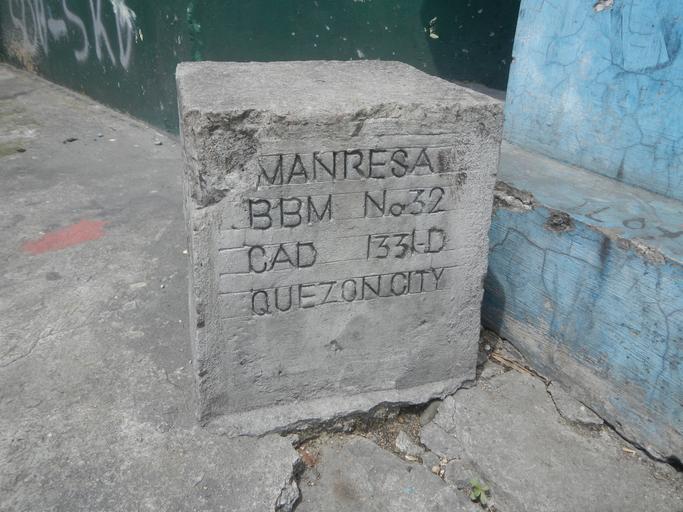 MANRESA
BBM No 32
CAD 1331-D
QUEZON CITY